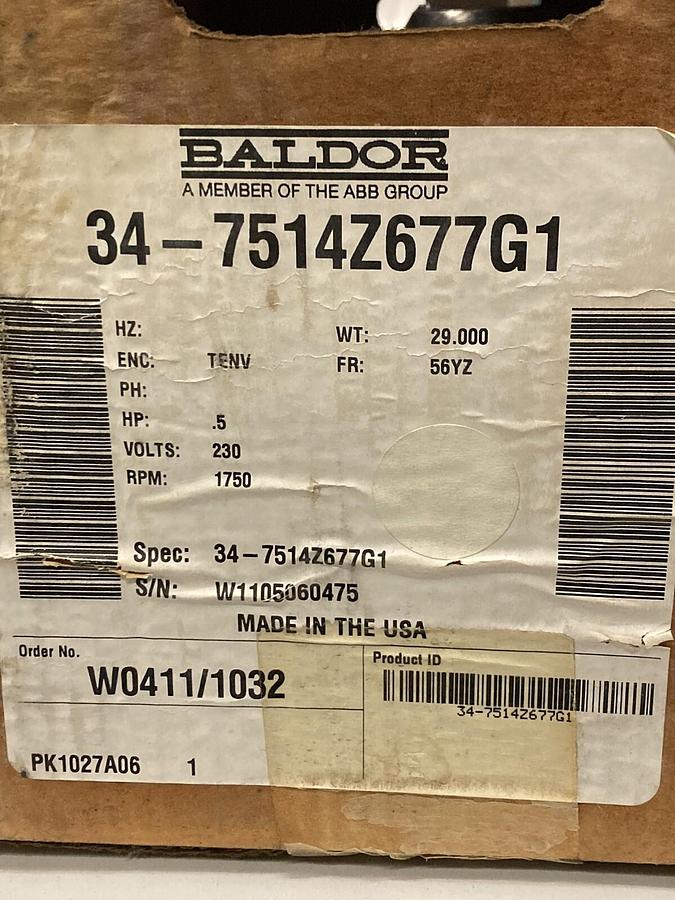 BALDOR
A MEMBER OF THE ABB GROUP
34-7514Z677G1
HZ:
WT: 29.000
ENC: TENV
FR: 56YZ
PH:
HP: .5
VOLTS: 230
RPM: 1750
Spec: 34-7514Z677G1
S/N: W1105060475
MADE IN THE USA
Order No.
W0411/1032
Product ID
34-7514Z677G1
PK1027A06 1